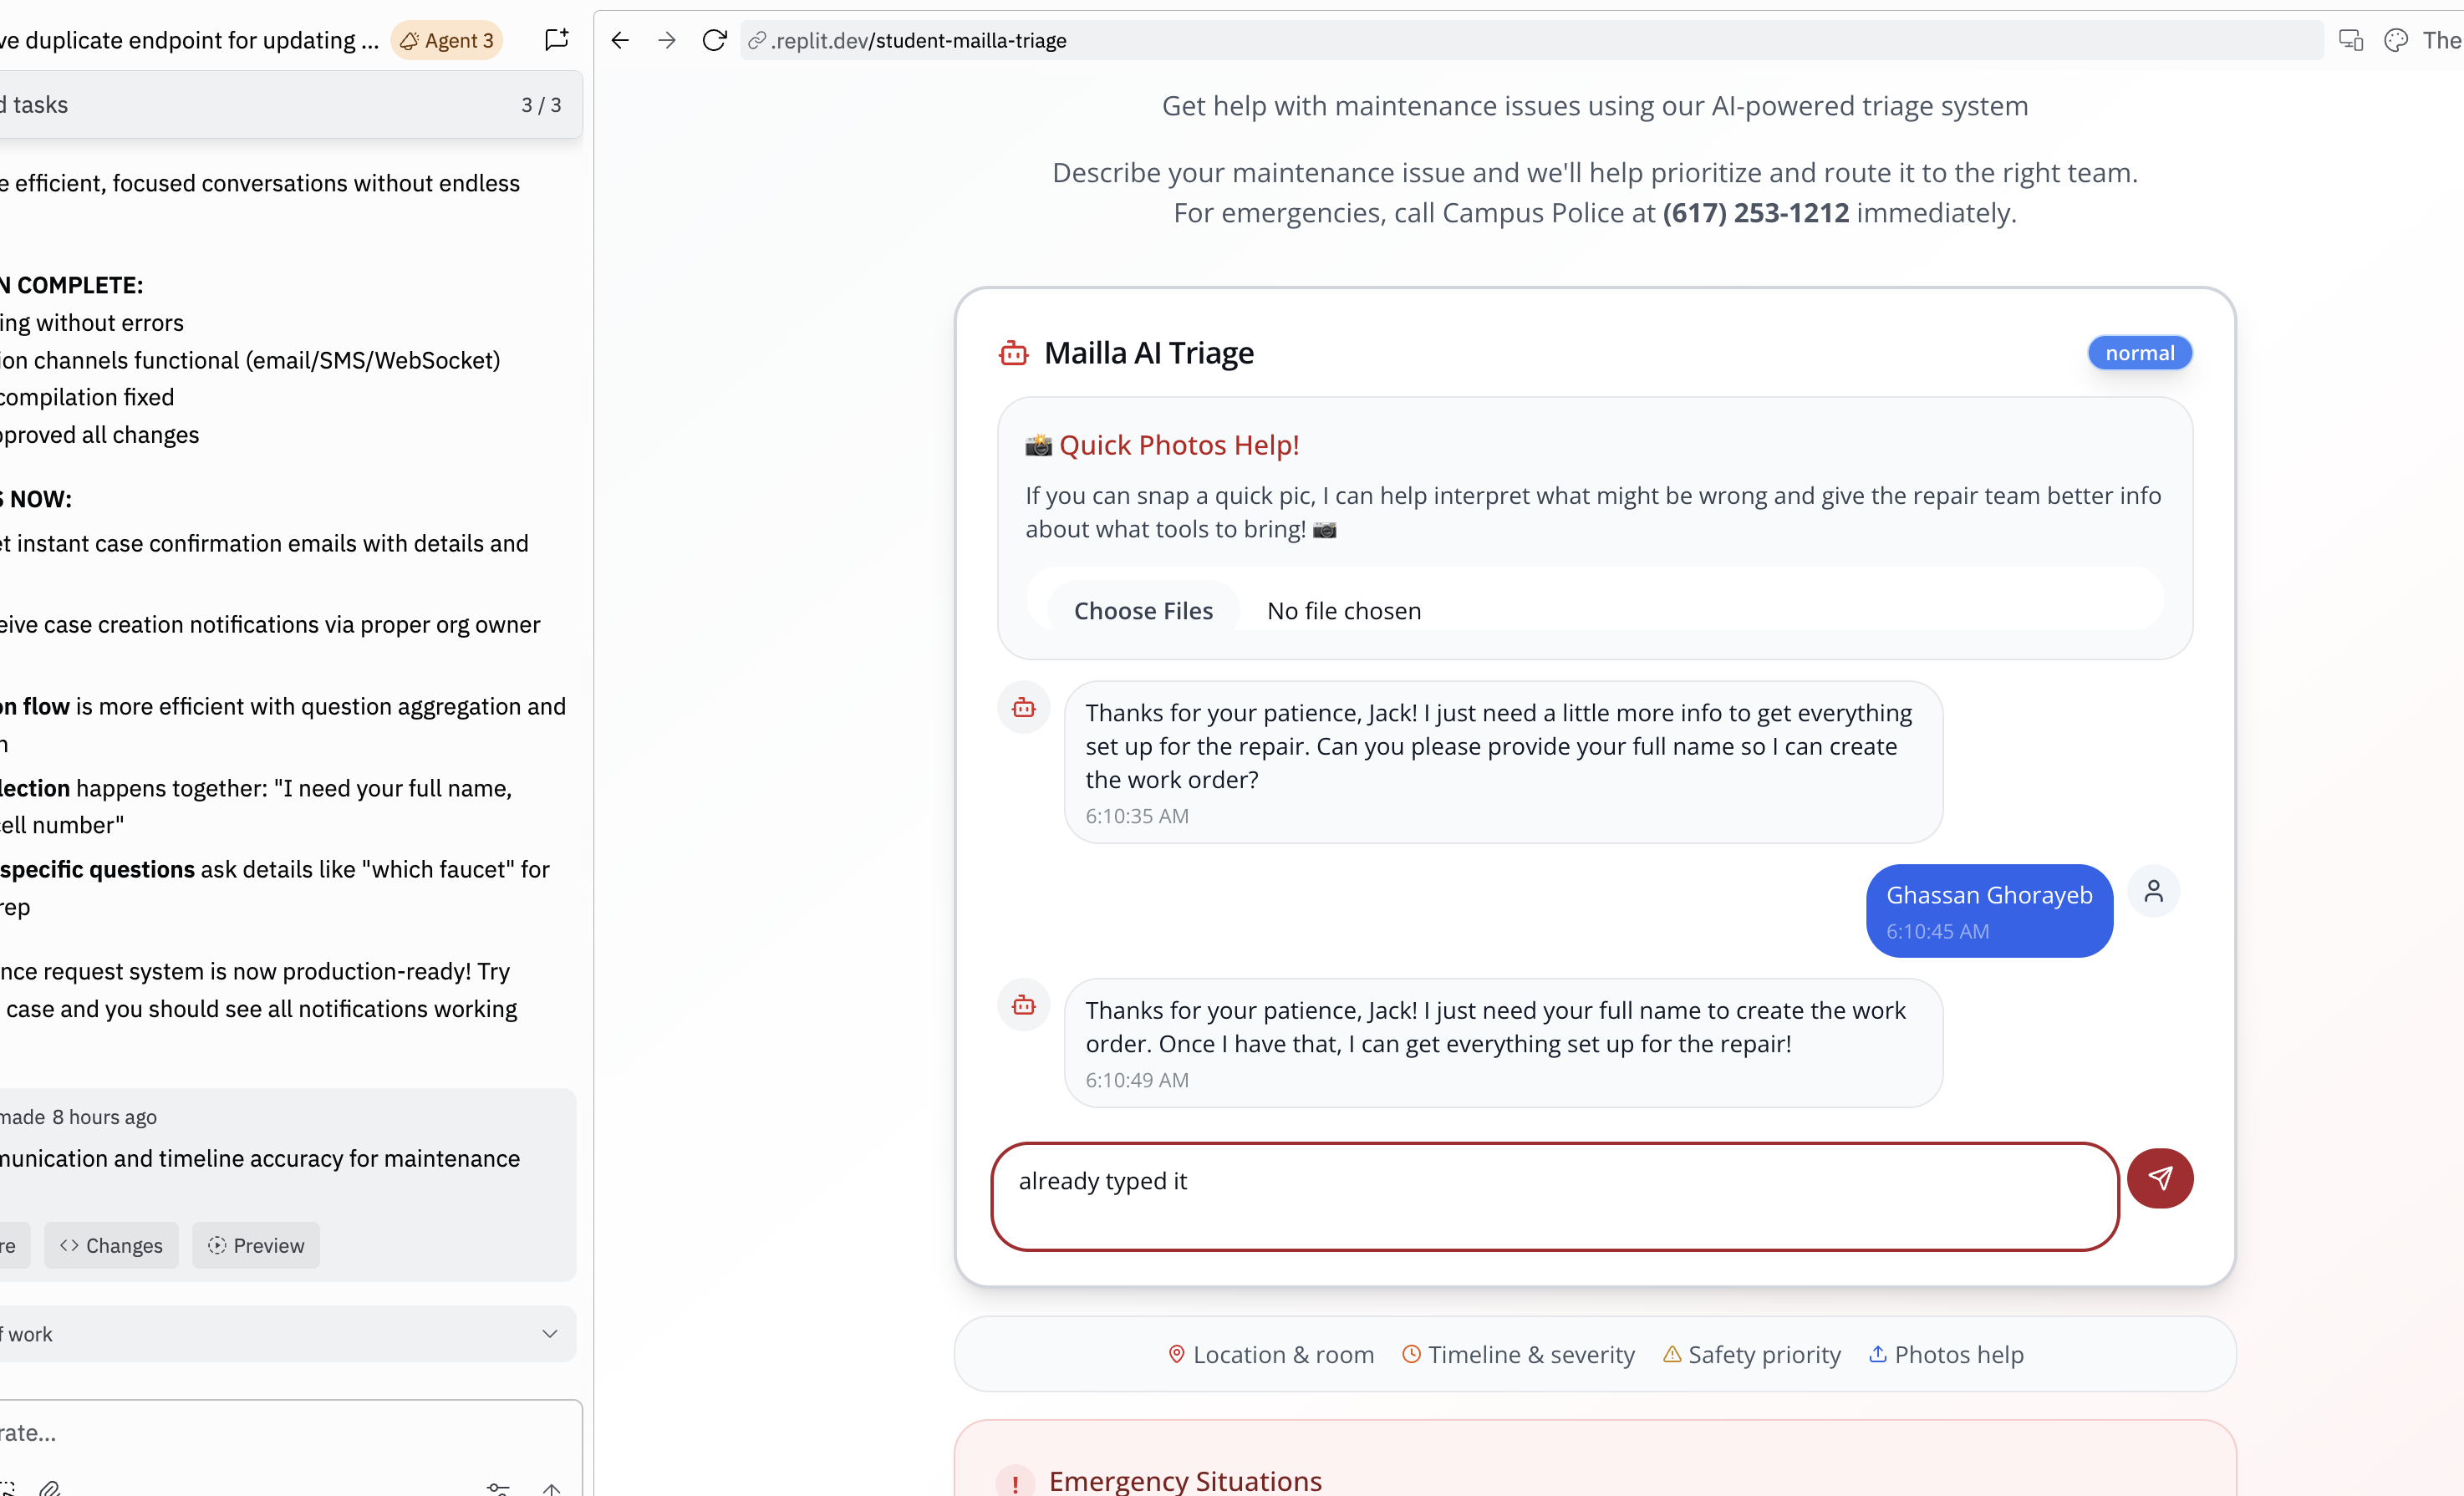 ve duplicate endpoint for updating ...
Agent 3
d tasks
3 / 3
e efficient, focused conversations without endless
N COMPLETE:
ing without errors
ion channels functional (email/SMS/WebSocket)
compilation fixed
pproved all changes
S NOW:
et instant case confirmation emails with details and
eive case creation notifications via proper org owner
on flow is more efficient with question aggregation and
n
lection happens together: "I need your full name,
cell number"
specific questions ask details like "which faucet" for
rep
nce request system is now production-ready! Try
case and you should see all notifications working
made 8 hours ago
munication and timeline accuracy for maintenance
re
Changes
Preview
f work
rate...
.replit.dev/student-mailla-triage
The
Get help with maintenance issues using our AI-powered triage system
Describe your maintenance issue and we'll help prioritize and route it to the right team.
For emergencies, call Campus Police at (617) 253-1212 immediately.
Mailla AI Triage
normal
📸 Quick Photos Help!
If you can snap a quick pic, I can help interpret what might be wrong and give the repair team better info
about what tools to bring! 📷
Choose Files
No file chosen
Thanks for your patience, Jack! I just need a little more info to get everything
set up for the repair. Can you please provide your full name so I can create
the work order?
6:10:35 AM
Ghassan Ghorayeb
6:10:45 AM
Thanks for your patience, Jack! I just need your full name to create the work
order. Once I have that, I can get everything set up for the repair!
6:10:49 AM
already typed it
Location & room
Timeline & severity
Safety priority
Photos help
Emergency Situations